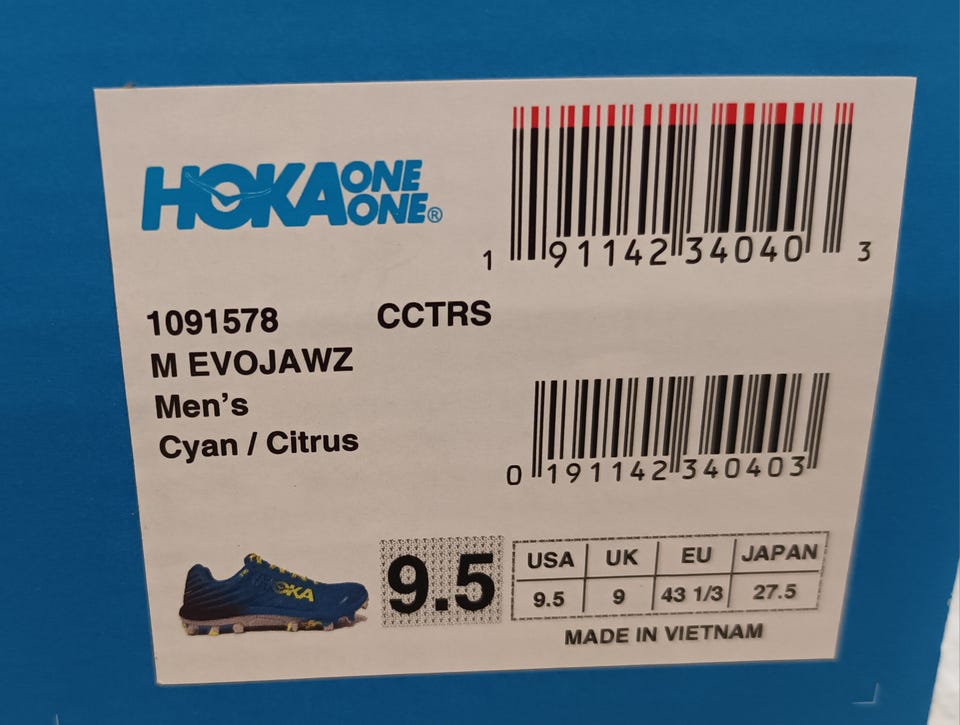 HOKA ONE ONE®
1 91142 34040 3
1091578 CCTRS
M EVOJAWZ
Men's
Cyan / Citrus
0 191142 340403
OKA
9.5
USA UK EU JAPAN
9.5 9 43 1/3 27.5
MADE IN VIETNAM